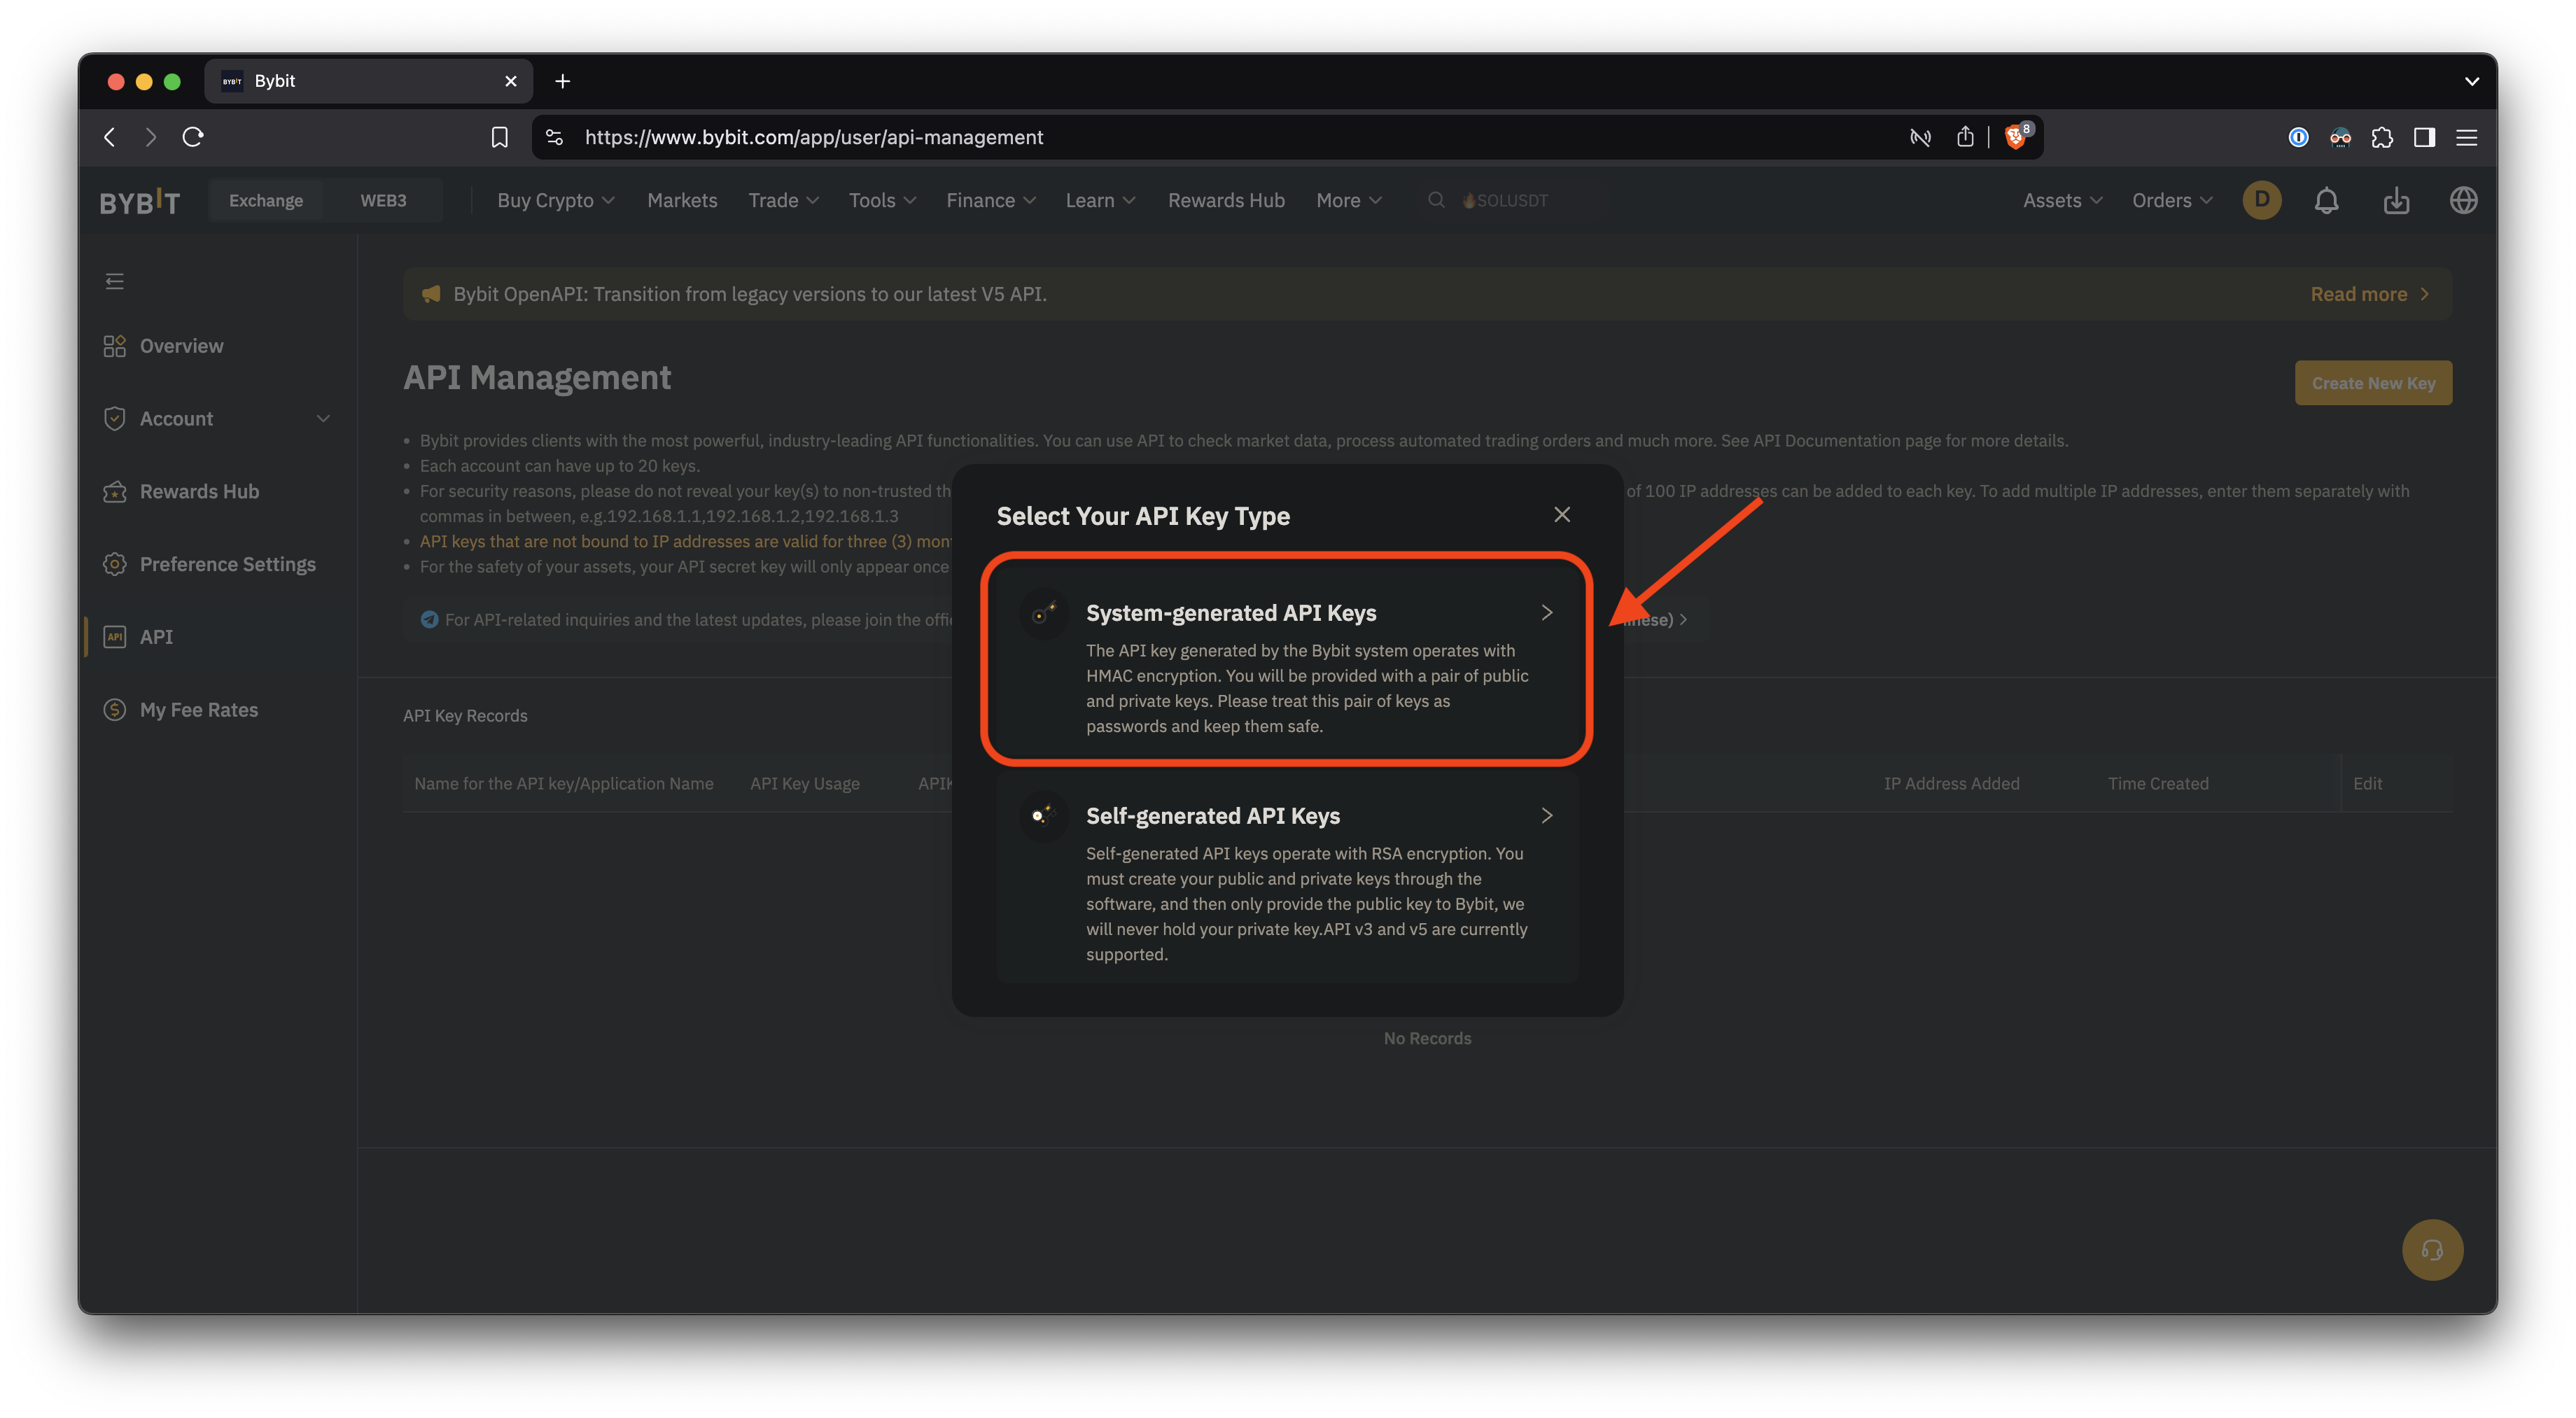 BYBIT Bybit
https://www.bybit.com/app/user/api-management 8
BYBIT Exchange WEB3 Buy Crypto Markets Trade Tools Finance Learn Rewards Hub More SOLUSDT Assets Orders D
Bybit OpenAPI: Transition from legacy versions to our latest V5 API. Read more
Overview
Account
Rewards Hub
Preference Settings
API API
My Fee Rates
API Management
Create New Key
Bybit provides clients with the most powerful, industry-leading API functionalities. You can use API to check market data, process automated trading orders and much more. See API Documentation page for more details.
Each account can have up to 20 keys.
For security reasons, please do not reveal your key(s) to non-trusted of 100 IP addresses can be added to each key. To add multiple IP addresses, enter them separately with
commas in between, e.g.192.168.1.1,192.168.1.2,192.168.1.3
API keys that are not bound to IP addresses are valid for three (3)
For the safety of your assets, your API secret key will only appear once
For API-related inquiries and the latest updates, please join the
Select Your API Key Type
System-generated API Keys
The API key generated by the Bybit system operates with
HMAC encryption. You will be provided with a pair of public
and private keys. Please treat this pair of keys as
passwords and keep them safe.
Self-generated API Keys
Self-generated API keys operate with RSA encryption. You
must create your public and private keys through the
software, and then only provide the public key to Bybit, we
will never hold your private key.API v3 and v5 are currently
supported.
API Key Records
Name for the API key/Application Name API Key Usage IP Address Added Time Created Edit
No Records